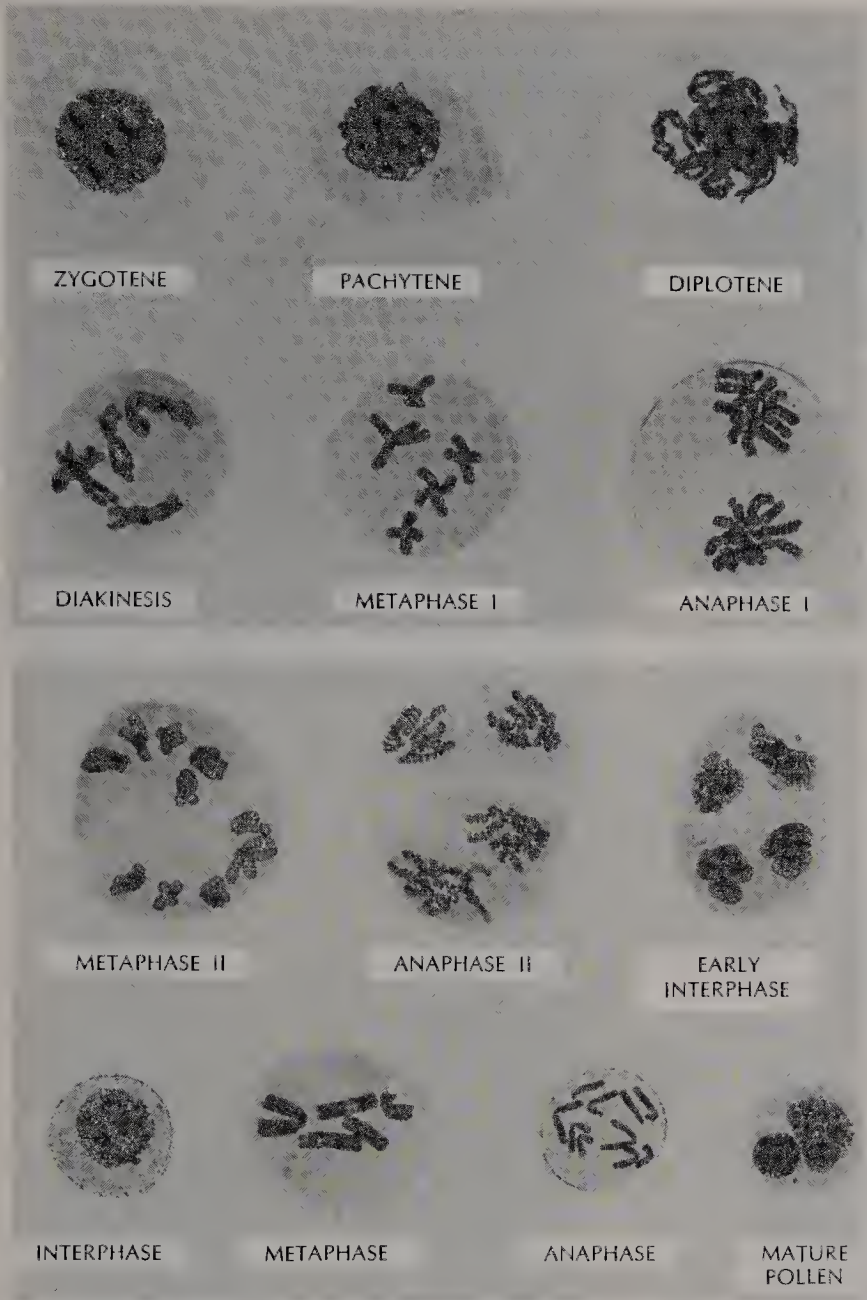 ZYGOTENE
PACHYTENE
DIPLOTENE
DIAKINESIS
METAPHASE I
ANAPHASE I
METAPHASE II
ANAPHASE II
EARLY
INTERPHASE
INTERPHASE
METAPHASE
ANAPHASE
MATURE
POLLEN